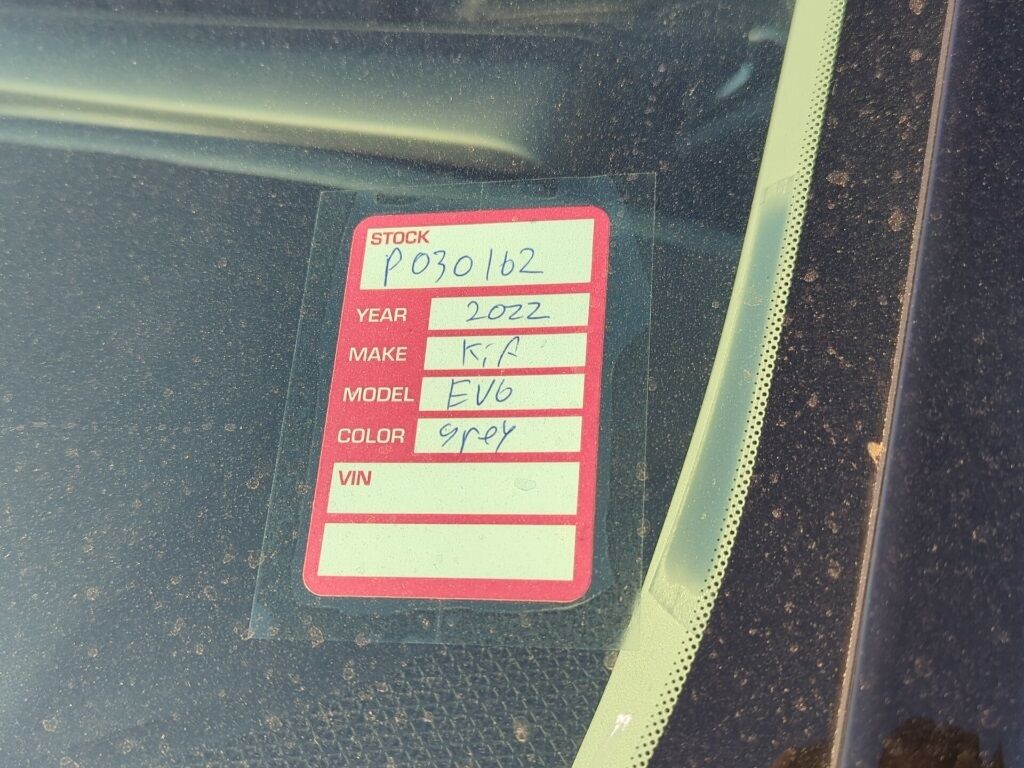 STOCK
P030162
YEAR 2022
MAKE KiA
MODEL EV6
COLOR grey
VIN